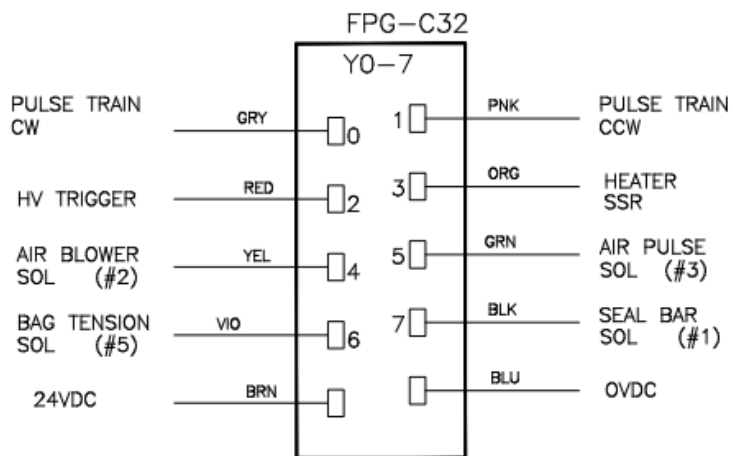 FPG-C32
Y0-7
PULSE TRAIN
CW
GRY
0
1
PNK
PULSE TRAIN
CCW
HV TRIGGER
RED
2
3
ORG
HEATER
SSR
AIR BLOWER
SOL (#2)
YEL
4
5
GRN
AIR PULSE
SOL (#3)
BAG TENSION
SOL (#5)
VIO
6
7
BLK
SEAL BAR
SOL (#1)
24VDC
BRN
BLU
0VDC